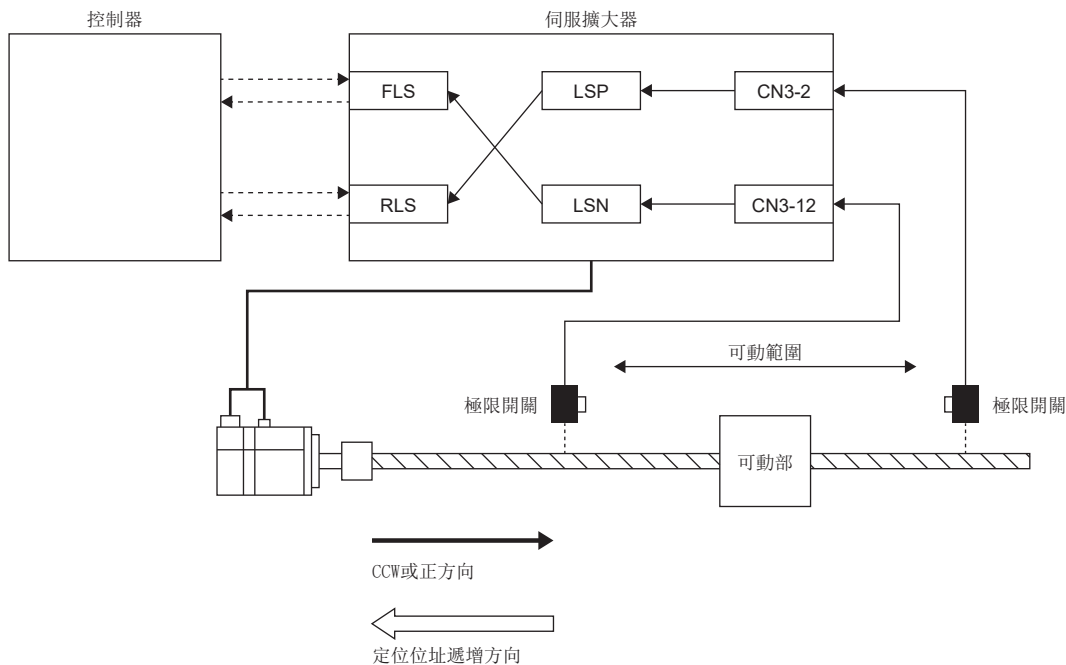 控制器
伺服擴大器
FLS
LSP
CN3-2
RLS
LSN
CN3-12
可動範圍
極限開關
極限開關
可動部
CCW或正方向
定位位址遞增方向